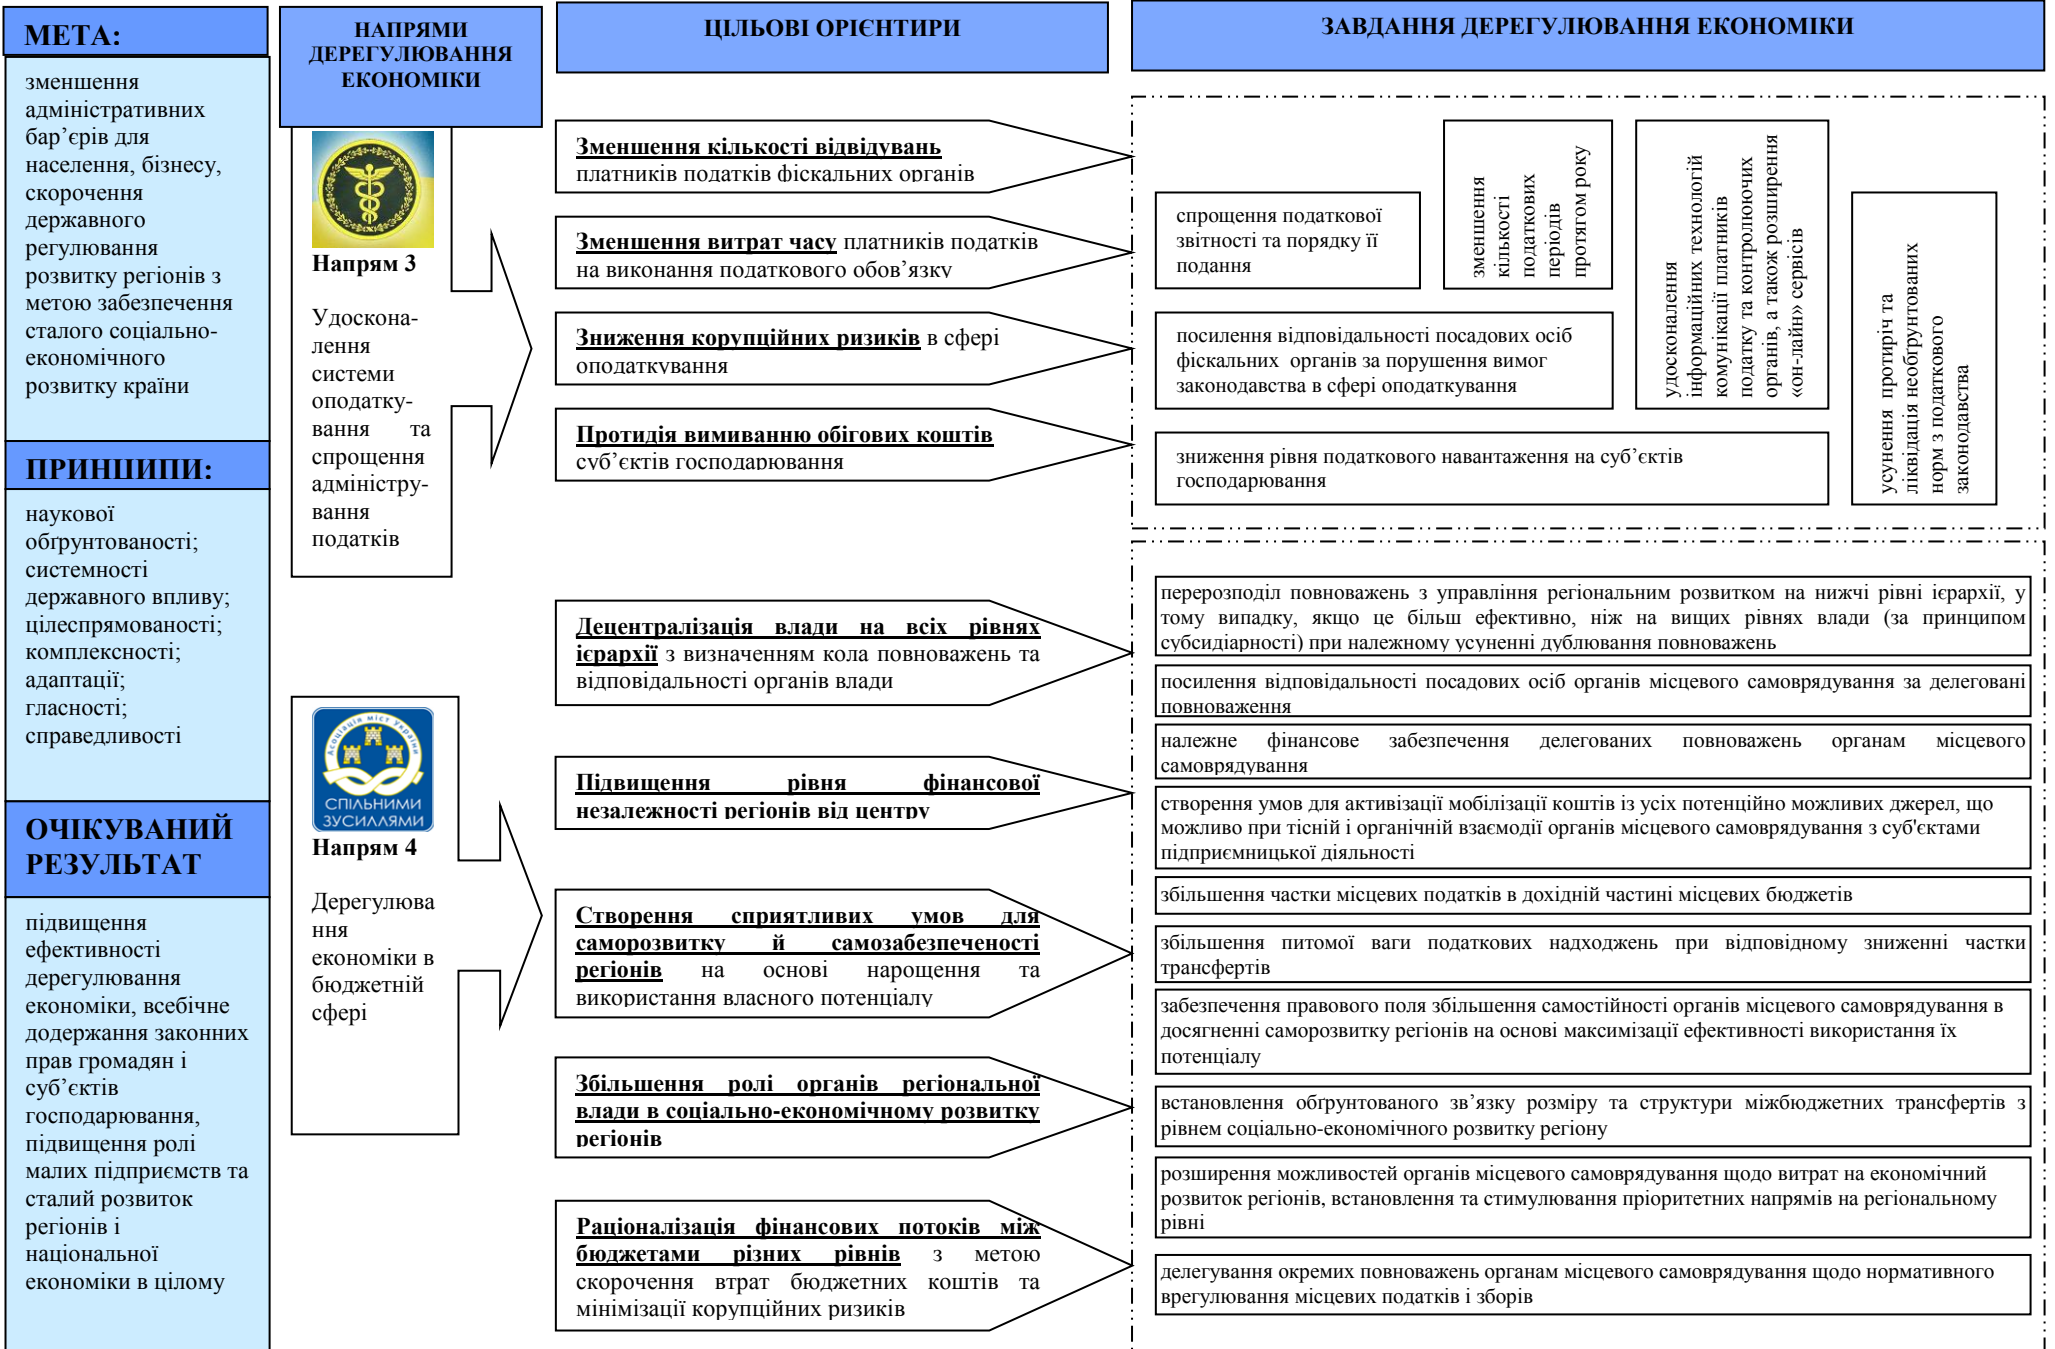 МЕТА:
зменшення
адміністративних
бар’єрів для
населення, бізнесу,
скорочення
державного
регулювання
розвитку регіонів з
метою забезпечення
сталого соціально-
економічного
розвитку країни
ПРИНЦИПИ:
наукової
обґрунтованості;
системності
державного впливу;
цілеспрямованості;
комплексності;
адаптації;
гласності;
справедливості
ОЧІКУВАНИЙ
РЕЗУЛЬТАТ
підвищення
ефективності
дерегулювання
економіки, всебічне
додержання законних
прав громадян і
суб’єктів
господарювання,
підвищення ролі
малих підприємств та
сталий розвиток
регіонів і
національної
економіки в цілому
НАПРЯМИ
ДЕРЕГУЛЮВАННЯ
ЕКОНОМІКИ
Напрям 3
Удоскона-
лення
системи
оподатку-
вання та
спрощення
адміністру-
вання
податків
Асоціація міст України
СПІЛЬНИМИ
ЗУСИЛЛЯМИ
Напрям 4
Дерегулюва
ння
економіки в
бюджетній
сфері
ЦІЛЬОВІ ОРІЄНТИРИ
Зменшення кількості відвідувань
платників податків фіскальних органів
Зменшення витрат часу платників податків
на виконання податкового обов’язку
Зниження корупційних ризиків в сфері
оподаткування
Протидія вимиванню обігових коштів
суб’єктів господарювання
Децентралізація влади на всіх рівнях
ієрархії з визначенням кола повноважень та
відповідальності органів влади
Підвищення рівня фінансової
незалежності регіонів від центру
Створення сприятливих умов для
саморозвитку й самозабезпеченості
регіонів на основі нарощення та
використання власного потенціалу
Збільшення ролі органів регіональної
влади в соціально-економічному розвитку
регіонів
Раціоналізація фінансових потоків між
бюджетами різних рівнів з метою
скорочення втрат бюджетних коштів та
мінімізації корупційних ризиків
ЗАВДАННЯ ДЕРЕГУЛЮВАННЯ ЕКОНОМІКИ
спрощення податкової
звітності та порядку її
подання
зменшення
кількості
податкових
періодів
протягом року
удосконалення
інформаційних технологій
комунікації платників
податку та контролюючих
органів, а також розширення
«он-лайн» сервісів
усунення протиріч та
ліквідація необґрунтованих
норм з податкового
законодавства
посилення відповідальності посадових осіб
фіскальних органів за порушення вимог
законодавства в сфері оподаткування
зниження рівня податкового навантаження на суб’єктів
господарювання
перерозподіл повноважень з управління регіональним розвитком на нижчі рівні ієрархії, у
тому випадку, якщо це більш ефективно, ніж на вищих рівнях влади (за принципом
субсидіарності) при належному усуненні дублювання повноважень
посилення відповідальності посадових осіб органів місцевого самоврядування за делеговані
повноваження
належне фінансове забезпечення делегованих повноважень органам місцевого
самоврядування
створення умов для активізації мобілізації коштів із усіх потенційно можливих джерел, що
можливо при тісній і органічній взаємодії органів місцевого самоврядування з суб'єктами
підприємницької діяльності
збільшення частки місцевих податків в дохідній частині місцевих бюджетів
збільшення питомої ваги податкових надходжень при відповідному зниженні частки
трансфертів
забезпечення правового поля збільшення самостійності органів місцевого самоврядування в
досягненні саморозвитку регіонів на основі максимізації ефективності використання їх
потенціалу
встановлення обґрунтованого зв’язку розміру та структури міжбюджетних трансфертів з
рівнем соціально-економічного розвитку регіону
розширення можливостей органів місцевого самоврядування щодо витрат на економічний
розвиток регіонів, встановлення та стимулювання пріоритетних напрямів на регіональному
рівні
делегування окремих повноважень органам місцевого самоврядування щодо нормативного
врегулювання місцевих податків і зборів